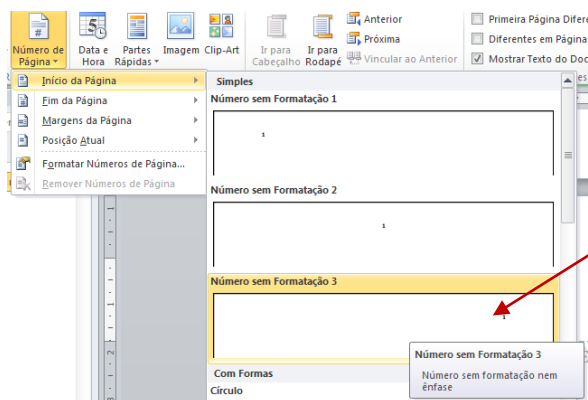 Número de
Página
Data e
Hora
Partes
Rápidas
Imagem
Clip-Art
Ir para
Cabeçalho
Ir para
Rodapé
Anterior
Próxima
Vincular ao Anterior
Primeira Página Difere
Diferentes em Página
Mostrar Texto do Doc
Início da Página
Fim da Página
Margens da Página
Posição Atual
Formatar Números de Página...
Remover Números de Página
Simples
Número sem Formatação 1
1
Número sem Formatação 2
1
Número sem Formatação 3
1
Número sem Formatação 3
Número sem formatação nem
ênfase
Com Formas
Círculo